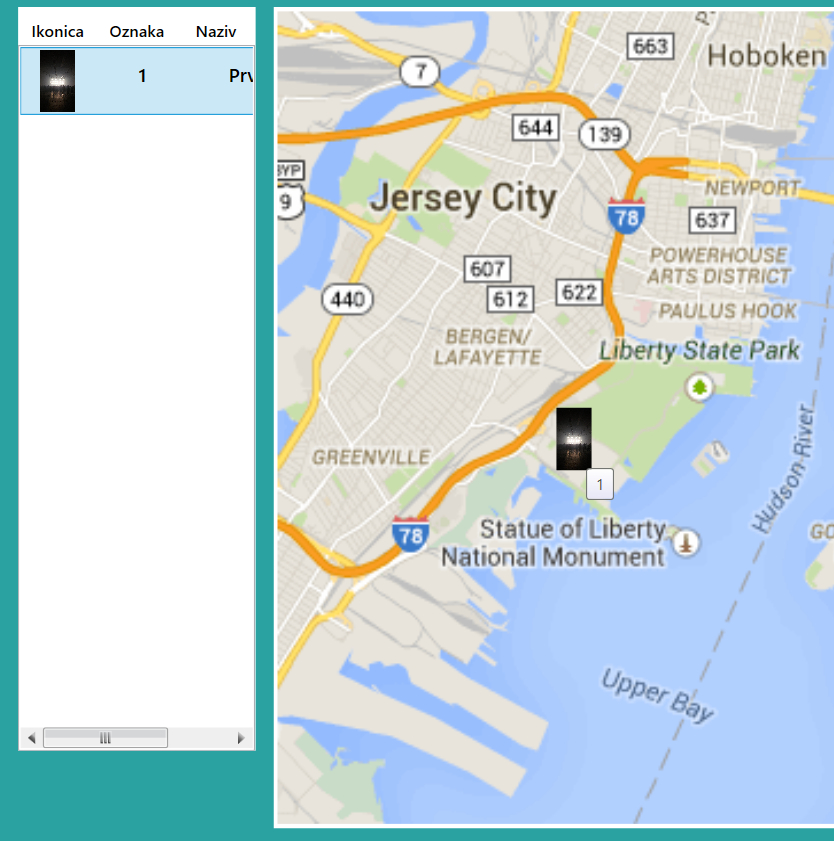 Ikonica Oznaka Naziv
1 Prv
663
Hoboken
7
644
139
BYP
9
Jersey City
NEWPORT
78
637
POWERHOUSE
ARTS DISTRICT
607
612
622
440
PAULUS HOOK
BERGEN/
LAFAYETTE
Liberty State Park
GREENVILLE
1
Hudson River
Statue of Liberty
National Monument
78
Upper Bay